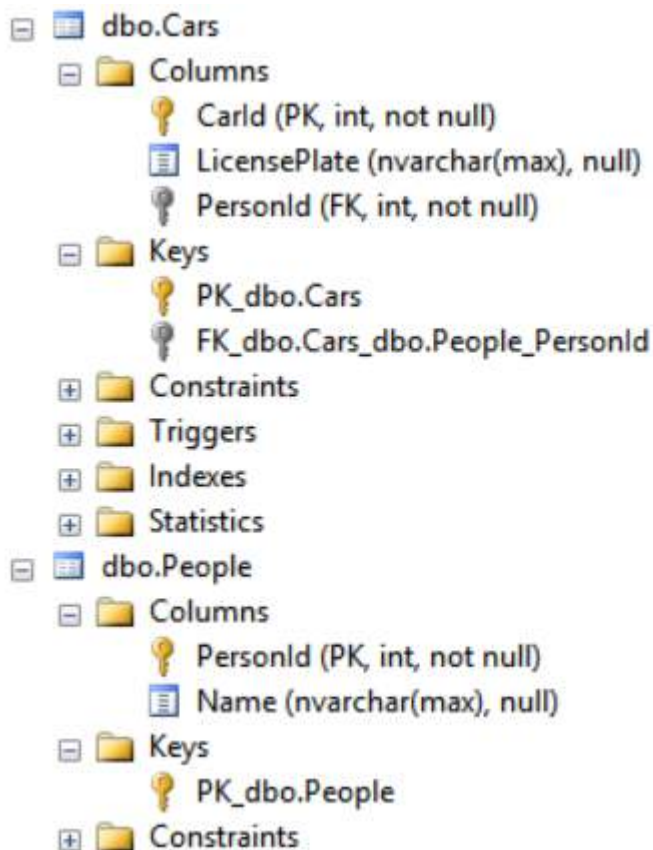 dbo.Cars
Columns
CarId (PK, int, not null)
LicensePlate (nvarchar(max), null)
PersonId (FK, int, not null)
Keys
PK_dbo.Cars
FK_dbo.Cars_dbo.People_PersonId
Constraints
Triggers
Indexes
Statistics
dbo.People
Columns
PersonId (PK, int, not null)
Name (nvarchar(max), null)
Keys
PK_dbo.People
Constraints